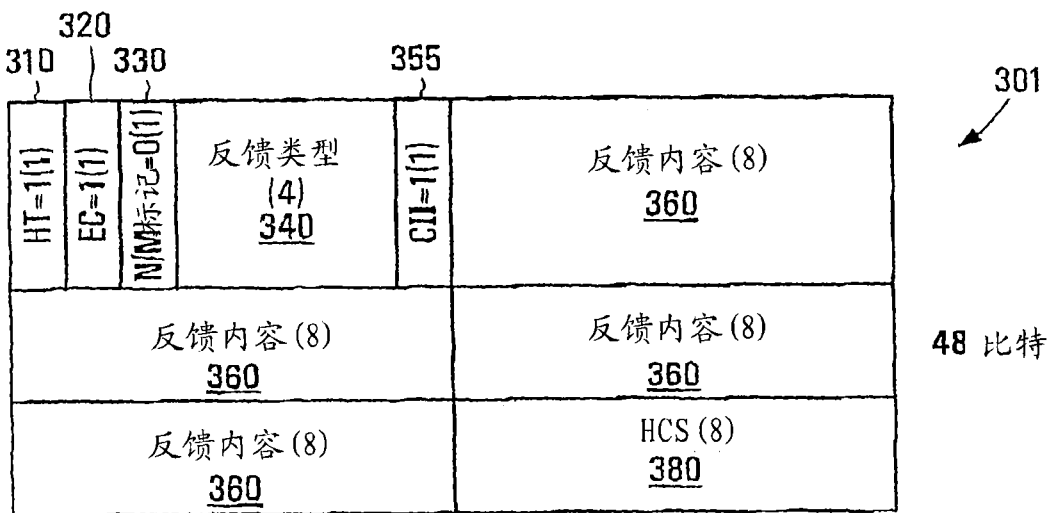 320
310 330 355
301
HT=1(1)
EC=1(1)
N/M标记=0(1)
反馈类型
(4)
340
CII=1(1)
反馈内容(8)
360
反馈内容(8)
360
反馈内容(8)
360
48 比特
反馈内容(8)
360
HCS(8)
380